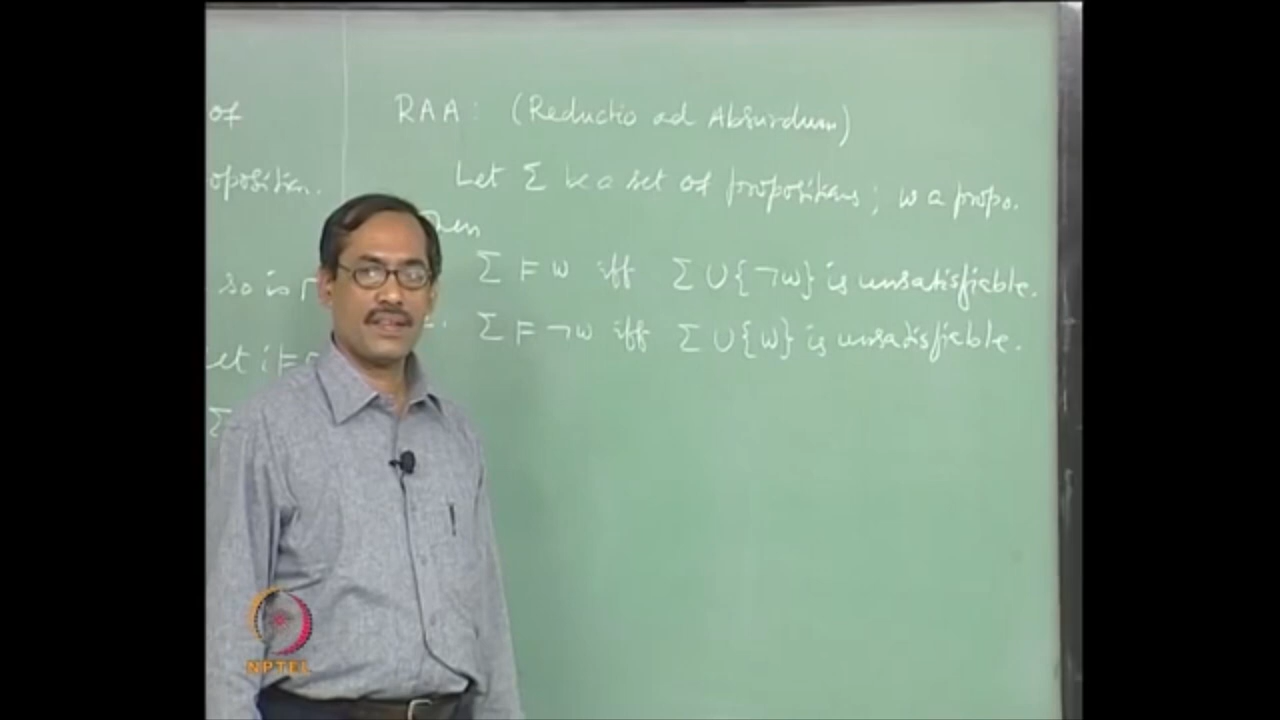 of
RAA: (Reductio ad Absurdum)
oposition.
Let Σ be a set of propositions; w a propo.
Then
so is Γ
Σ ⊨ w iff Σ ∪ {¬w} is unsatisfiable.
Σ ⊨ ¬w iff Σ ∪ {w} is unsatisfiable.
et i ⊨
Σ
NPTEL